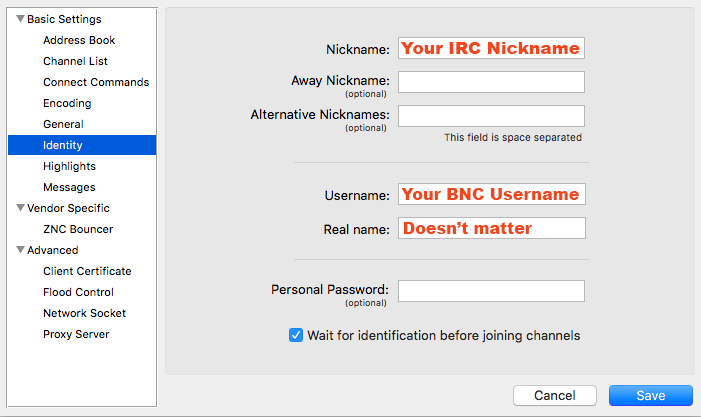 Basic Settings
Address Book
Channel List
Connect Commands
Encoding
General
Identity
Highlights
Messages
Vendor Specific
ZNC Bouncer
Advanced
Client Certificate
Flood Control
Network Socket
Proxy Server
Nickname: Your IRC Nickname
Away Nickname:
(optional)
Alternative Nicknames:
(optional)
This field is space separated
Username: Your BNC Username
Real name: Doesn't matter
Personal Password:
(optional)
Wait for identification before joining channels
Cancel Save